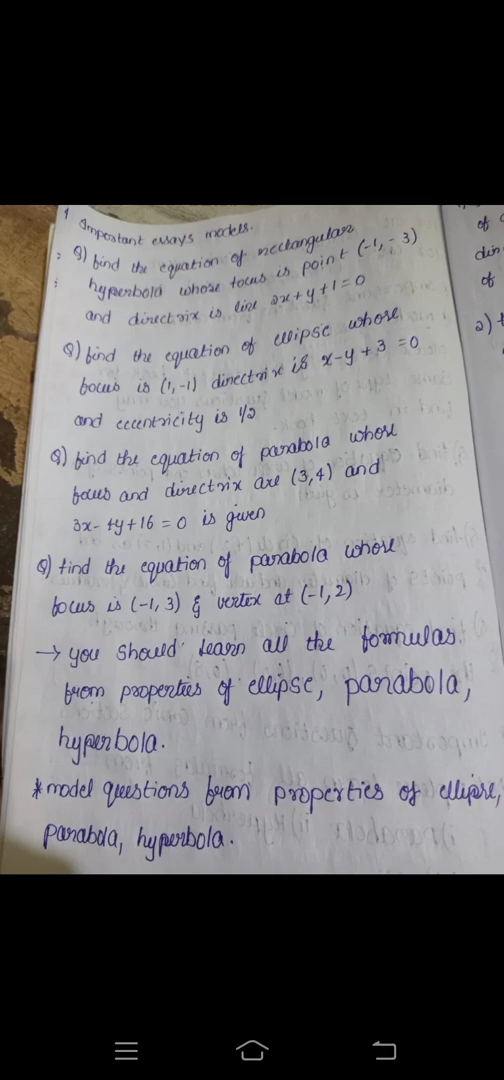 1
Important essays models.
Q) find the equation of rectangular
hyperbola whose focus is point (-1, -3)
and directrix is line 2x+y+1=0
Q) find the equation of ellipse whose
focus is (1,-1) directrix is x-y+3=0
and eccentricity is 1/2
Q) find the equation of parabola whose
focus and directrix are (3,4) and
3x-4y+16=0 is given
Q) find the equation of parabola whose
focus is (-1,3) & vertex at (-1,2)
→ you should learn all the formulas
from properties of ellipse, parabola,
hyperbola.
*model questions from properties of ellipse,
parabola, hyperbola.
of
of
2)